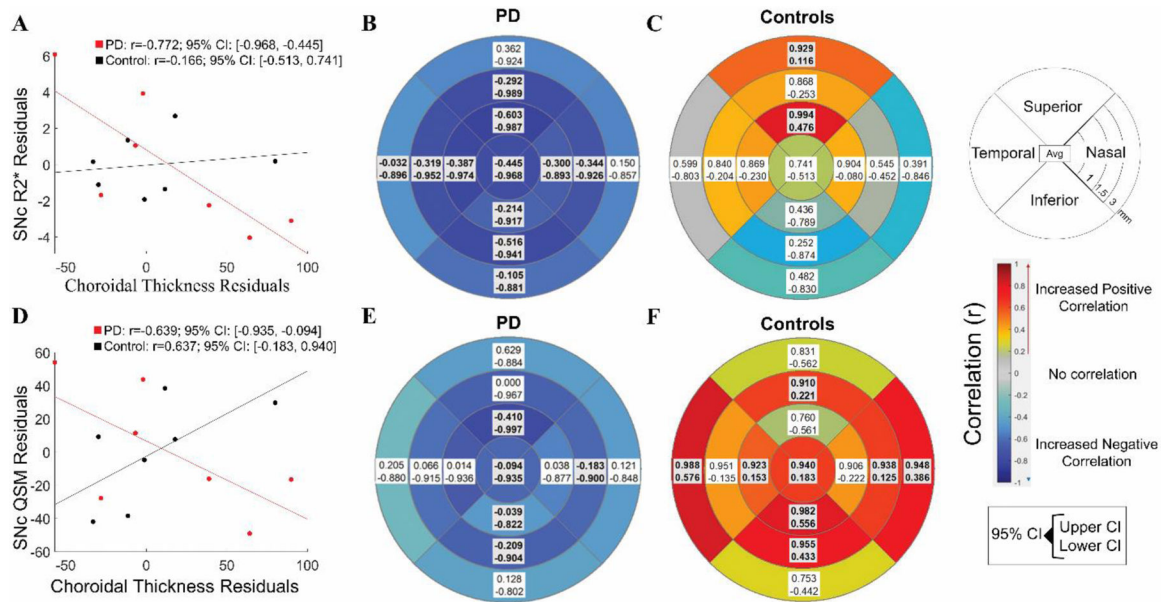 A
PD: r=-0.772; 95% CI: [-0.968, -0.445]
Control: r=-0.166; 95% CI: [-0.513, 0.741]
SNc R2* Residuals
6
4
2
0
-2
-4
-50
0
50
100
Choroidal Thickness Residuals
B
PD
0.362
-0.924
-0.292
-0.989
-0.603
-0.987
-0.032 -0.319 -0.387 -0.445 -0.300 -0.344 0.150
-0.896 -0.952 -0.974 -0.968 -0.893 -0.926 -0.857
-0.214
-0.917
-0.516
-0.941
-0.105
-0.881
C
Controls
0.929
0.116
0.868
-0.253
0.994
0.476
0.599 0.840 0.869 0.741 0.904 0.545 0.391
-0.803 -0.204 -0.230 -0.513 -0.080 -0.452 -0.846
0.436
-0.789
0.252
-0.874
0.482
-0.830
Superior
Temporal
Avg
Nasal
Inferior
1
1.5
3
mm
D
PD: r=-0.639; 95% CI: [-0.935, -0.094]
Control: r=0.637; 95% CI: [-0.183, 0.940]
SNc QSM Residuals
60
40
20
0
-20
-40
-60
-50
0
50
100
Choroidal Thickness Residuals
E
PD
0.629
-0.884
0.000
-0.967
-0.410
-0.997
0.205 0.066 0.014 -0.094 0.038 -0.183 0.121
-0.880 -0.915 -0.936 -0.935 -0.877 -0.900 -0.848
-0.039
-0.822
-0.209
-0.904
0.128
-0.802
F
Controls
0.831
-0.562
0.910
0.221
0.760
-0.561
0.988 0.951 0.923 0.940 0.906 0.938 0.948
0.576 -0.135 0.153 0.183 -0.222 0.125 0.386
0.982
0.556
0.955
0.433
0.753
-0.442
Correlation (r)
1
0.8
0.6
0.4
0.2
0
-0.2
-0.4
-0.6
-0.8
-1
Increased Positive
Correlation
No correlation
Increased Negative
Correlation
95% CI
Upper CI
Lower CI